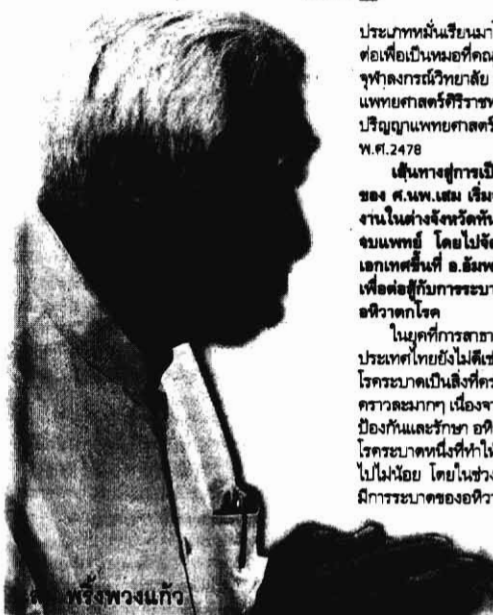 ประเภทหมั่นเรียนมา
ต่อเพื่อเป็นหมอที่คณ
จุฬาลงกรณ์วิทยาลัย
แพทยศาสตร์ศิริราชพ
ปริญญาแพทยศาสตร์
พ.ศ.2478
เส้นทางสู่การเป็
ของ ศ.นพ.เสม เริ่ม
งานในต่างจังหวัดทัน
จบแพทย์ โดยไปจัด
เอกเทศขึ้นที่ อ.อัมพ
เพื่อต่อสู้กับการระบา
อหิวาตกโรค
ในยุคที่การสาธา
ประเทศไทยยังไม่ดีเช่
โรคระบาดเป็นสิ่งที่คร
คราวละมากๆ เนื่องจา
ป้องกันและรักษา อหิ
โรคระบาดหนึ่งที่ทำให้
ไปไม่น้อย โดยในช่วง
มีการระบาดของอหิวา
พริ้งพวงแก้ว